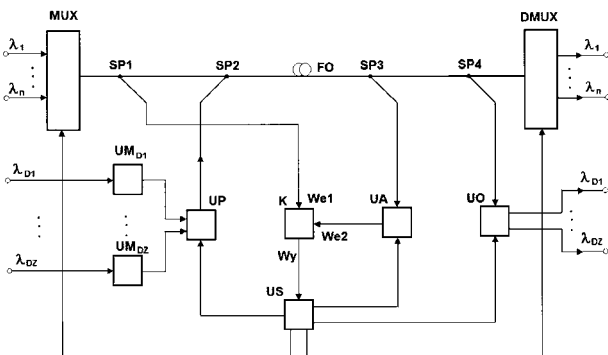 MUX
DMUX
λ1
λn
SP1
SP2
FO
SP3
SP4
λ1
λn
λD1
UMD1
UP
K
We1
We2
UA
UO
λD1
λDZ
UMDZ
λDZ
Wy
US